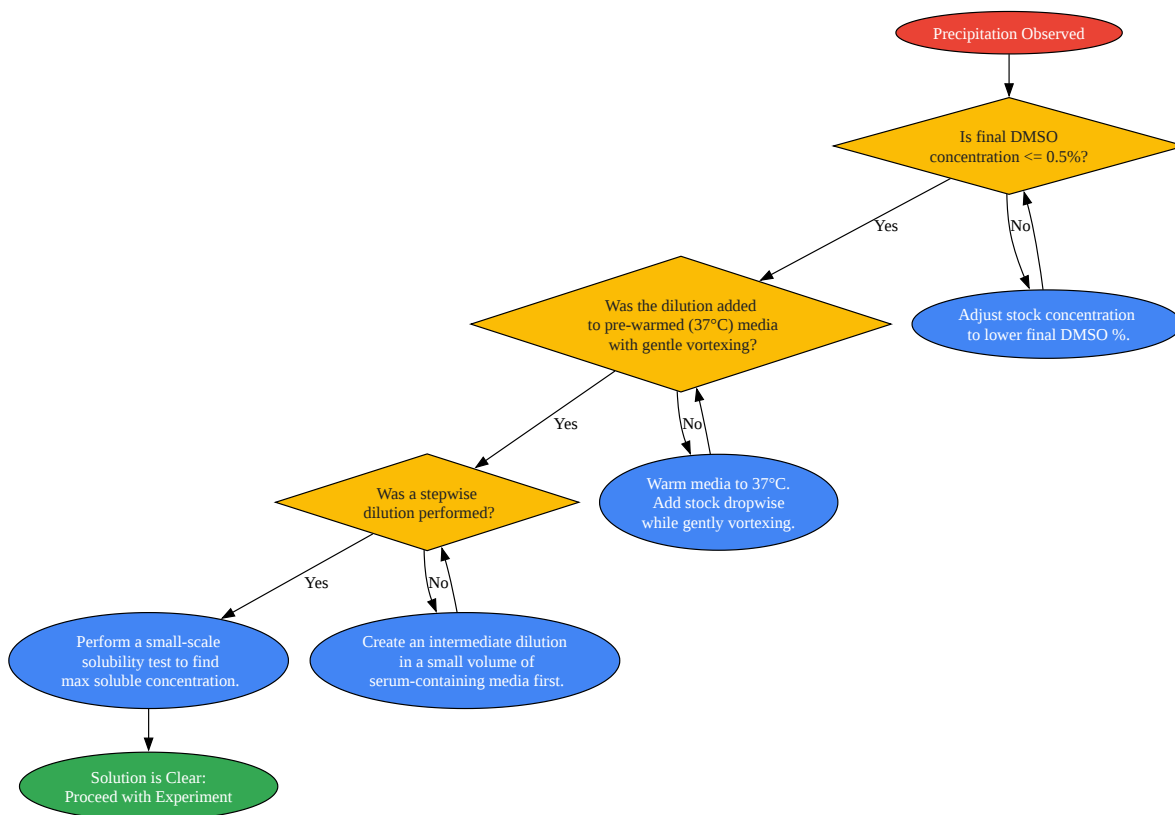 Precipitation Observed
Is final DMSO
concentration <= 0.5%?
Yes
No
Was the dilution added
to pre-warmed (37°C) media
with gentle vortexing?
Adjust stock concentration
to lower final DMSO %.
Yes
No
Was a stepwise
dilution performed?
Warm media to 37°C.
Add stock dropwise
while gently vortexing.
Yes
No
Perform a small-scale
solubility test to find
max soluble concentration.
Create an intermediate dilution
in a small volume of
serum-containing media first.
Solution is Clear:
Proceed with Experiment